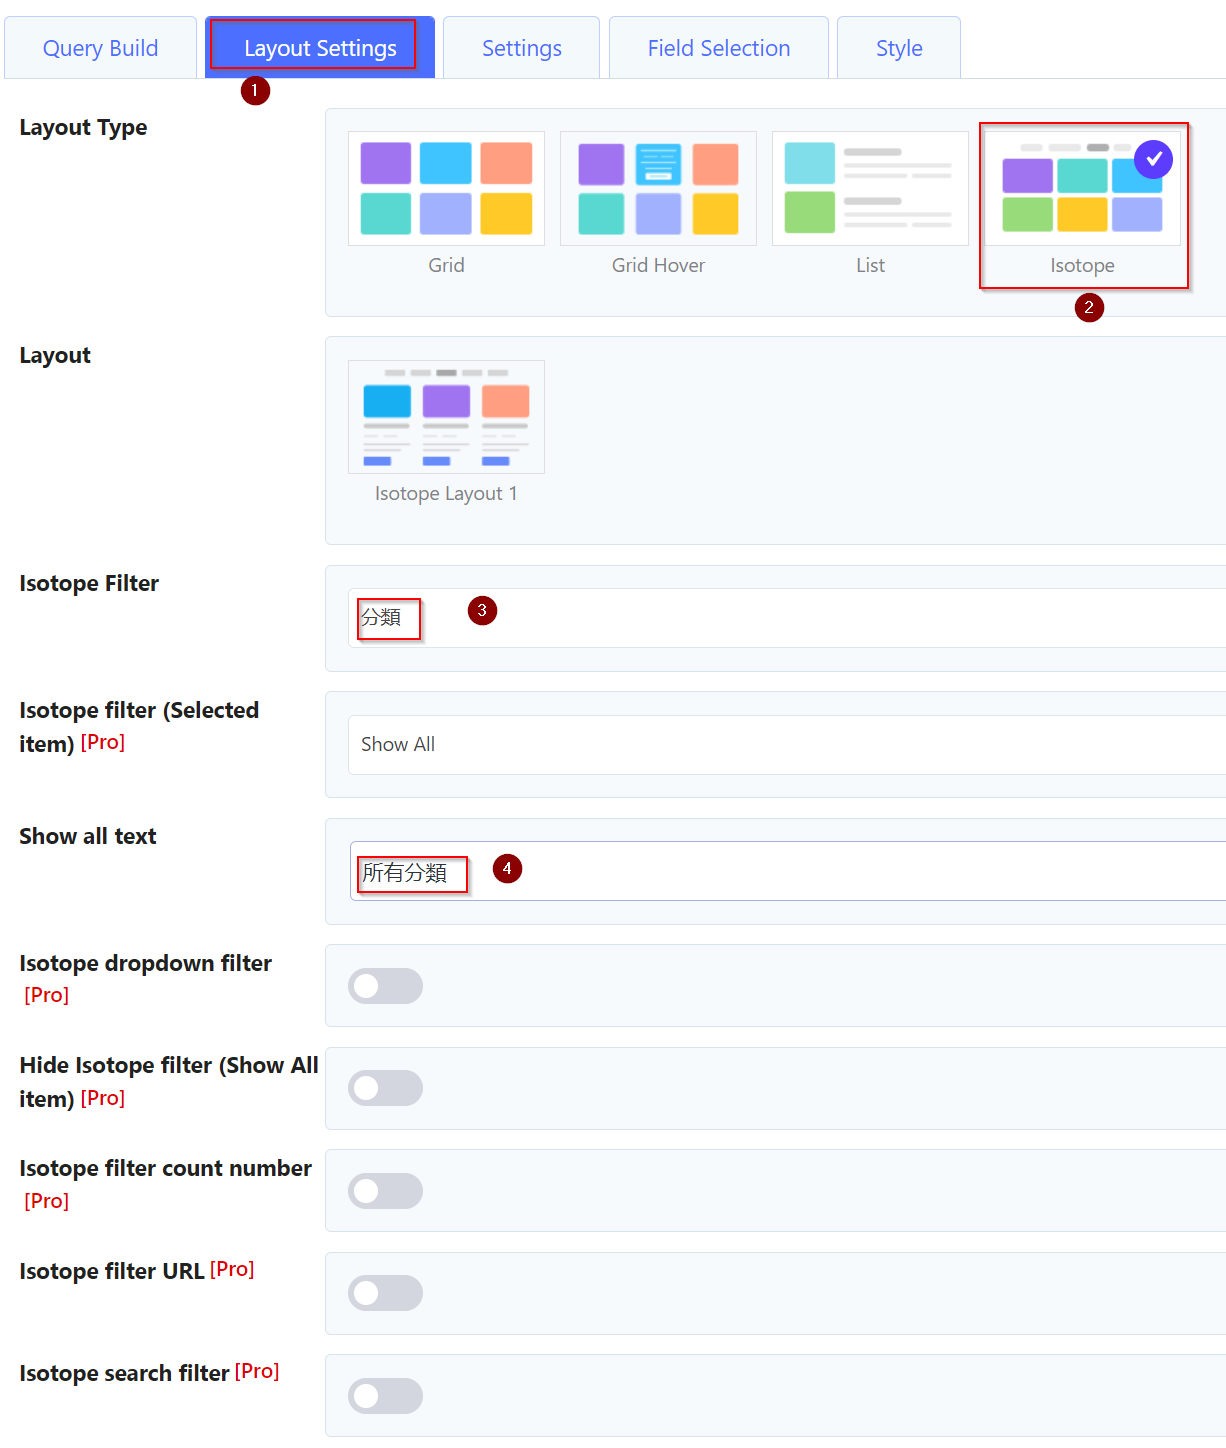 Query Build
Layout Settings
Settings
Field Selection
Style
1
Layout Type
Grid
Grid Hover
List
Isotope
2
Layout
Isotope Layout 1
Isotope Filter
分類
3
Isotope filter (Selected
item) [Pro]
Show All
Show all text
所有分類
4
Isotope dropdown filter
[Pro]
Hide Isotope filter (Show All
item) [Pro]
Isotope filter count number
[Pro]
Isotope filter URL [Pro]
Isotope search filter [Pro]